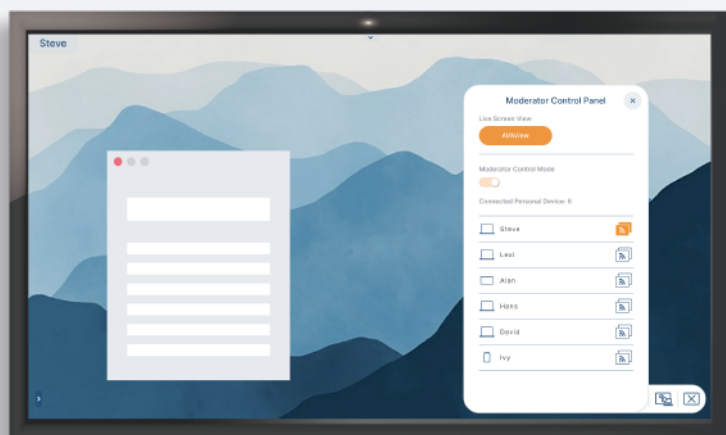 Steve
Moderator Control Panel
Live Screen View
AVAView
Moderator Control Mode
Connected Personal Device: 6
Steve
Lexi
Alan
Hans
David
Ivy